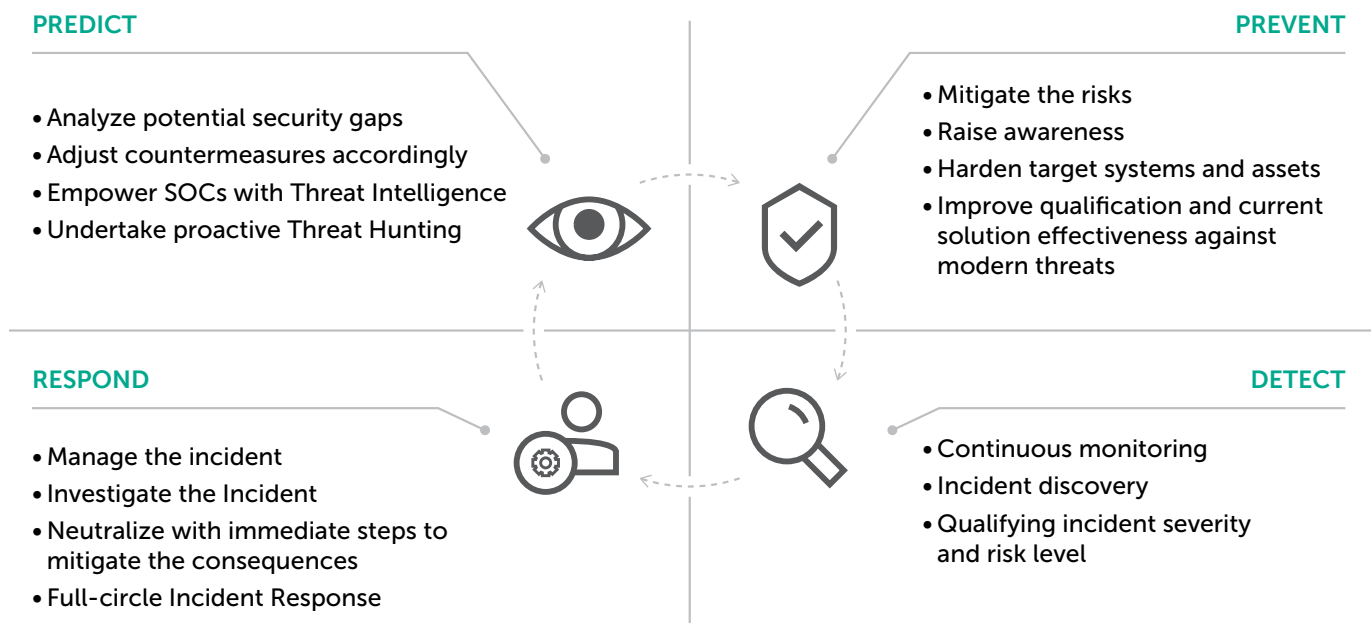 PREDICT
• Analyze potential security gaps
• Adjust countermeasures accordingly
• Empower SOCs with Threat Intelligence
• Undertake proactive Threat Hunting
PREVENT
• Mitigate the risks
• Raise awareness
• Harden target systems and assets
• Improve qualification and current
solution effectiveness against
modern threats
RESPOND
• Manage the incident
• Investigate the Incident
• Neutralize with immediate steps to
mitigate the consequences
• Full-circle Incident Response
DETECT
• Continuous monitoring
• Incident discovery
• Qualifying incident severity
and risk level